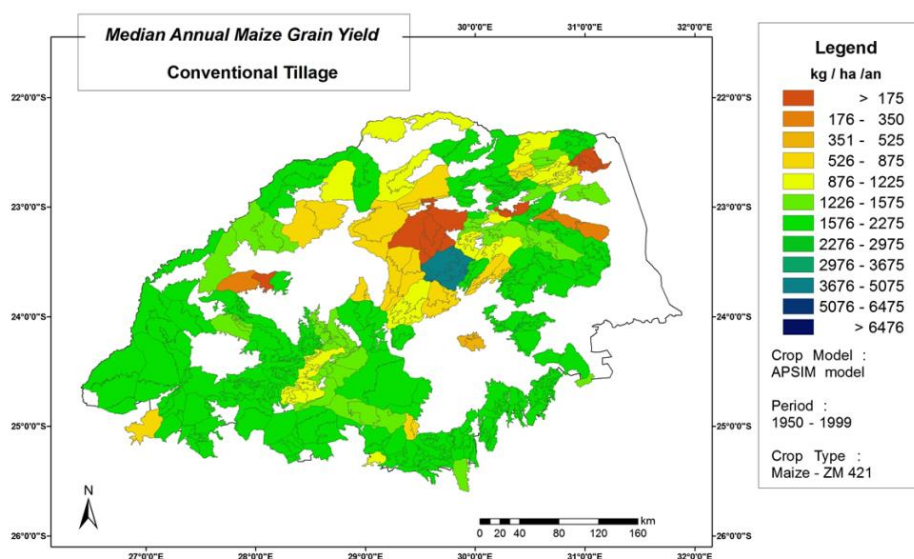 Median Annual Maize Grain Yield
Conventional Tillage
30°0'0"E 31°0'0"E 32°0'0"E
22°0'0"S 22°0'0"S
23°0'0"S 23°0'0"S
24°0'0"S 24°0'0"S
25°0'0"S 25°0'0"S
26°0'0"S 26°0'0"S
N
km
0 20 40 80 120 160
27°0'0"E 28°0'0"E 29°0'0"E 30°0'0"E 31°0'0"E
Legend
kg / ha /an
> 175
176 - 350
351 - 525
526 - 875
876 - 1225
1226 - 1575
1576 - 2275
2276 - 2975
2976 - 3675
3676 - 5075
5076 - 6475
> 6476
Crop Model :
APSIM model
Period :
1950 - 1999
Crop Type :
Maize - ZM 421